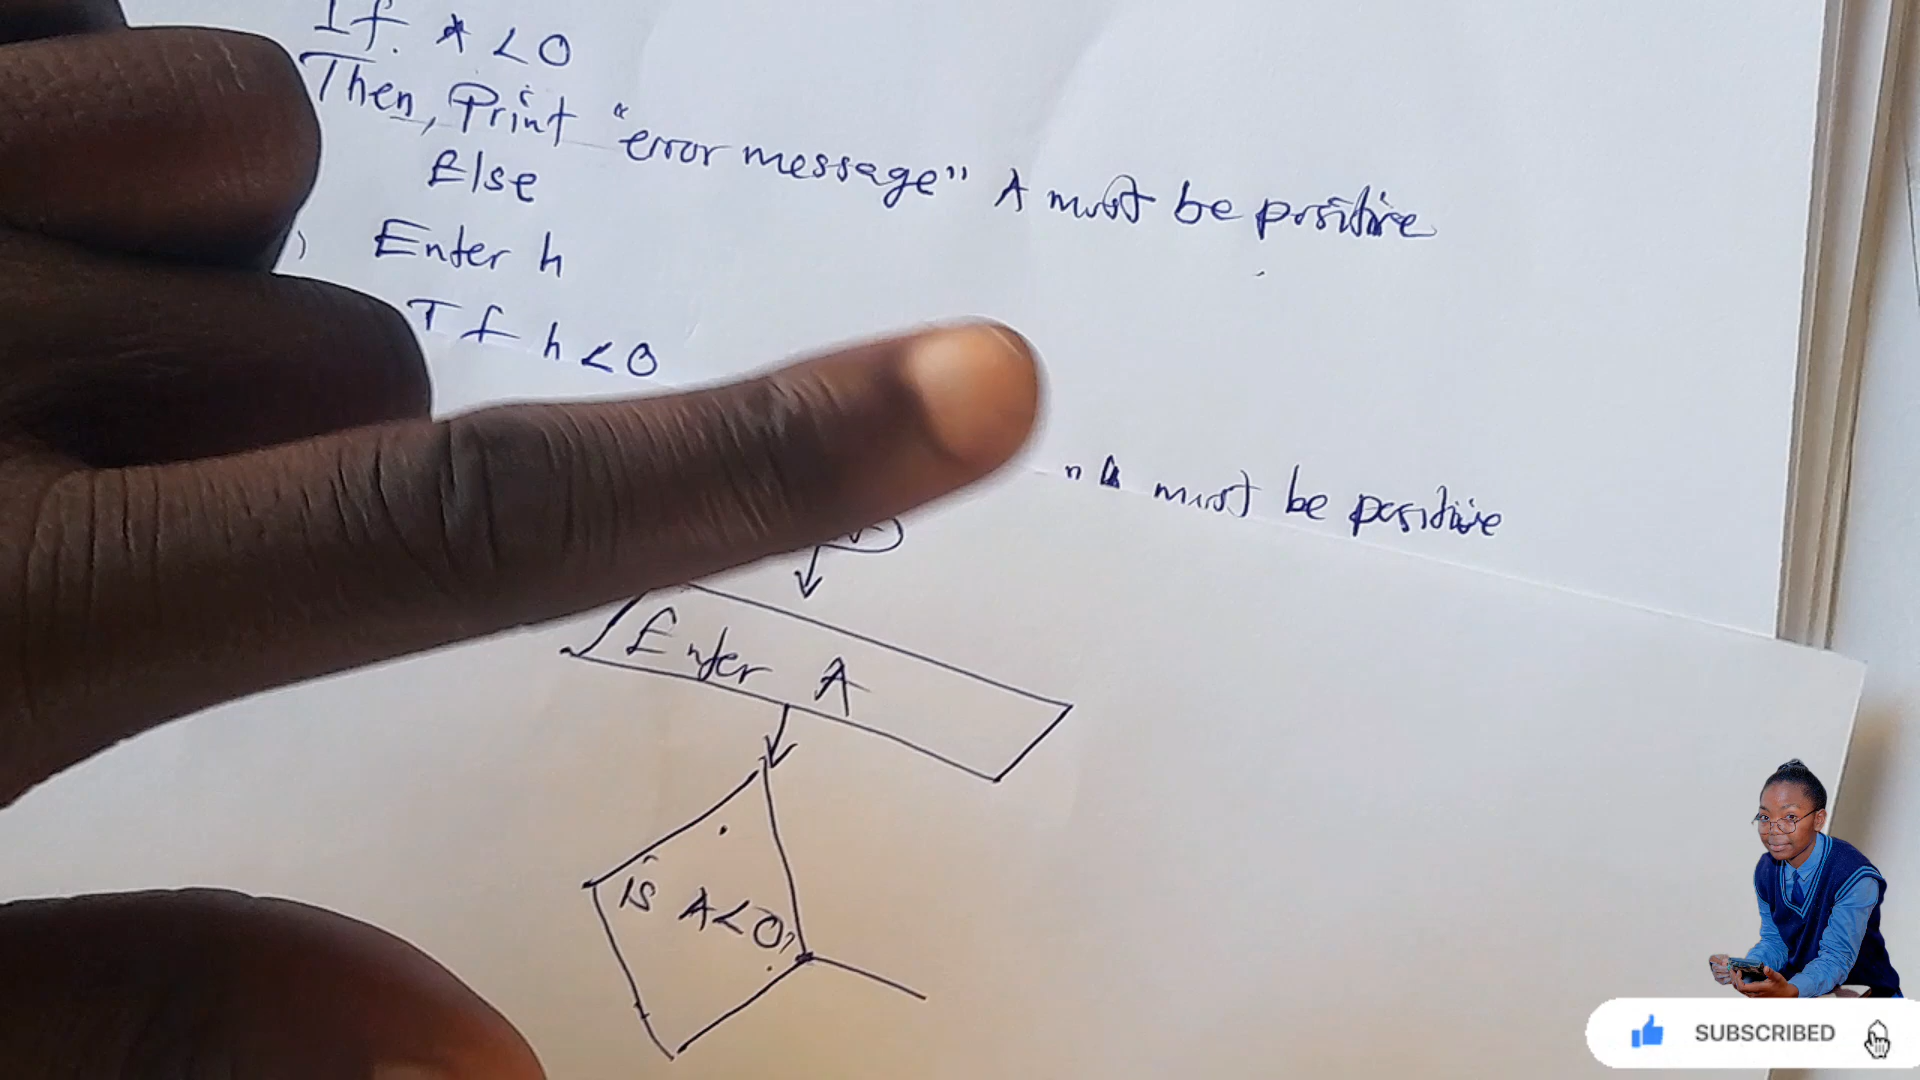 If A < 0
Then, Print "error message" A must be positive
Else
Enter h
If h < 0
" h must be positive
Enter A
is A < 0?
SUBSCRIBED